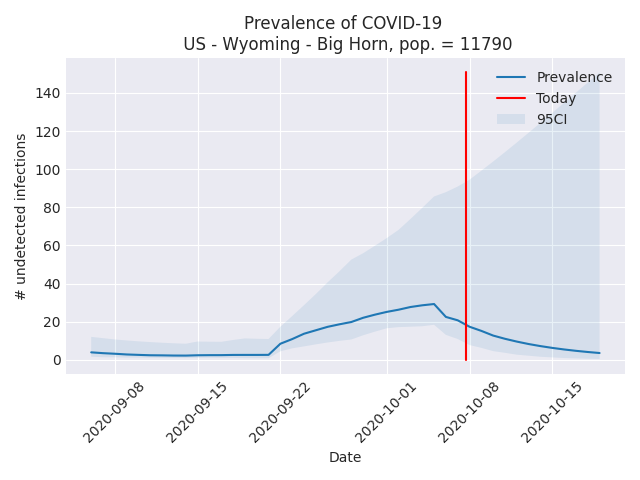 Prevalence of COVID-19
US - Wyoming - Big Horn, pop. = 11790
Prevalence
Today
95CI
140
120
100
80
60
40
20
0
# undetected infections
2020-09-08
2020-09-15
2020-09-22
2020-10-01
2020-10-08
2020-10-15
Date